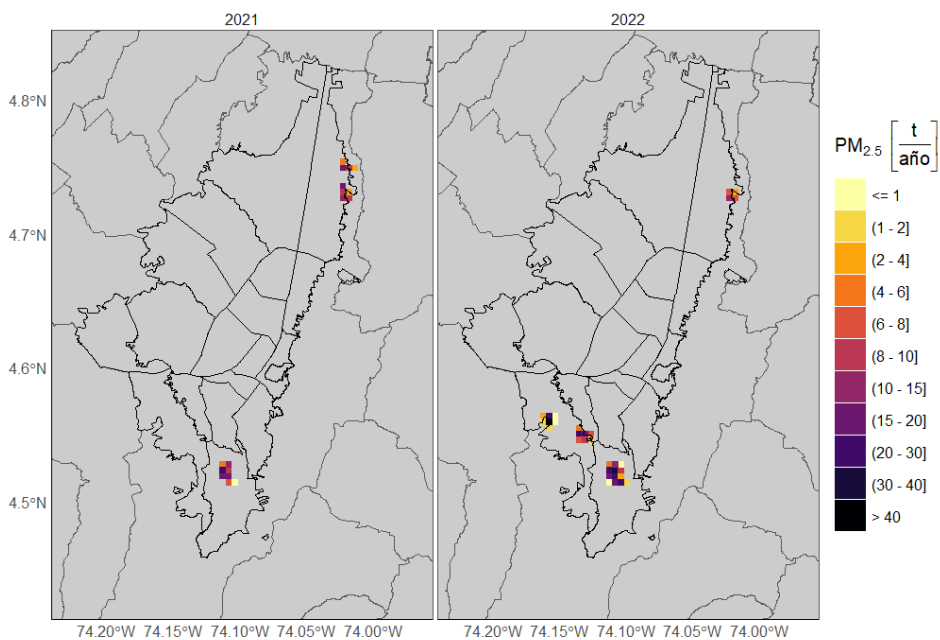 2021
2022
4.8°N
4.7°N
4.6°N
4.5°N
74.20°W 74.15°W 74.10°W 74.05°W 74.00°W
74.20°W 74.15°W 74.10°W 74.05°W 74.00°W
PM2.5 [t/año]
<= 1
(1 - 2]
(2 - 4]
(4 - 6]
(6 - 8]
(8 - 10]
(10 - 15]
(15 - 20]
(20 - 30]
(30 - 40]
> 40